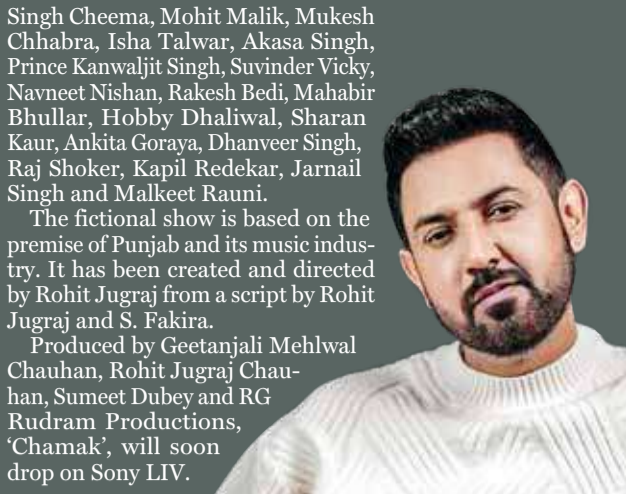 Singh Cheema, Mohit Malik, Mukesh
Chhabra, Isha Talwar, Akasa Singh,
Prince Kanwaljit Singh, Suvinder Vicky,
Navneet Nishan, Rakesh Bedi, Mahabir
Bhullar, Hobby Dhaliwal, Sharan
Kaur, Ankita Goraya, Dhanveer Singh,
Raj Shoker, Kapil Redekar, Jarnail
Singh and Malkeet Rauni.
The fictional show is based on the
premise of Punjab and its music indus-
try. It has been created and directed
by Rohit Jugraj from a script by Rohit
Jugraj and S. Fakira.
Produced by Geetanjali Mehlwal
Chauhan, Rohit Jugraj Chau-
han, Sumeet Dubey and RG
Rudram Productions,
‘Chamak’, will soon
drop on Sony LIV.